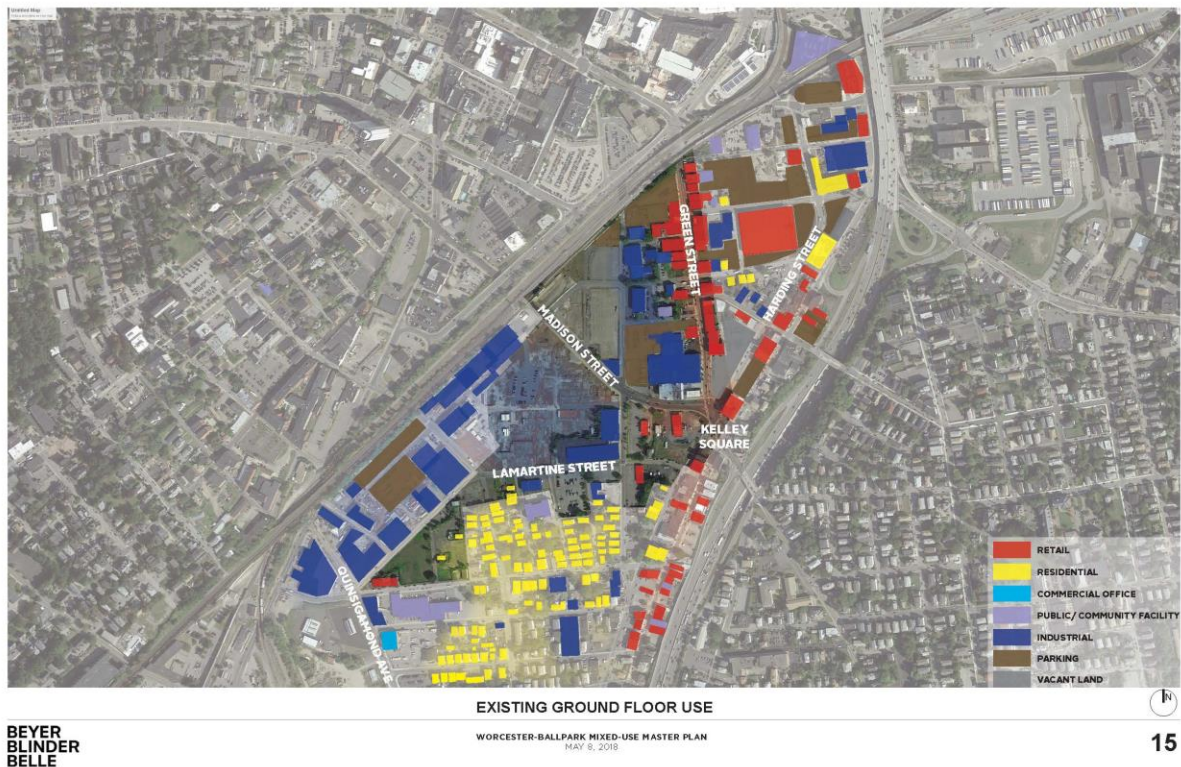 Untitled Map
GREEN STREET
HARDING STREET
MADISON STREET
KELLEY
SQUARE
LAMARTINE STREET
QUINSIGAMOND AVE
RETAIL
RESIDENTIAL
COMMERCIAL OFFICE
PUBLIC/ COMMUNITY FACILITY
INDUSTRIAL
PARKING
VACANT LAND
N
EXISTING GROUND FLOOR USE
BEYER
BLINDER
BELLE
WORCESTER-BALLPARK MIXED-USE MASTER PLAN
MAY 8, 2018
15